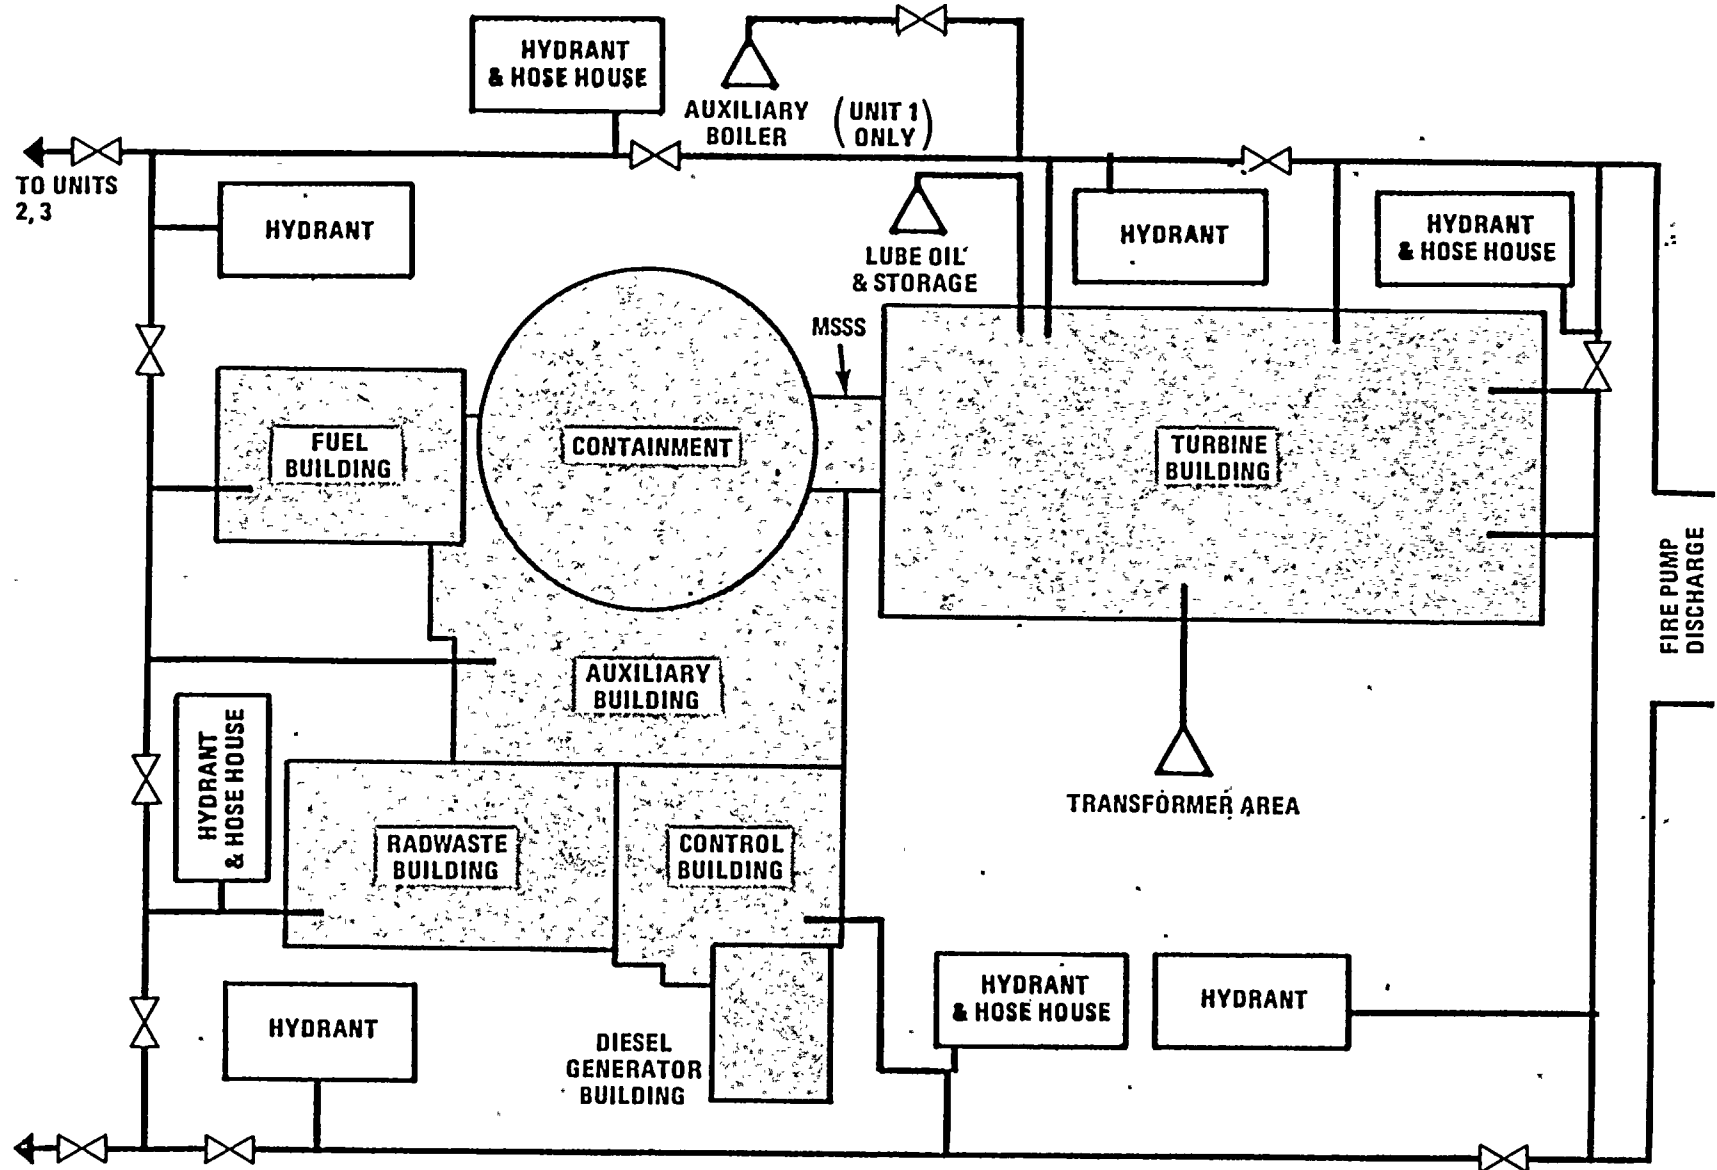 HYDRANT
& HOSE HOUSE
AUXILIARY
BOILER
(UNIT 1
ONLY)
TO UNITS
2, 3
HYDRANT
LUBE OIL
& STORAGE
HYDRANT
HYDRANT
& HOSE HOUSE
MSSS
FUEL
BUILDING
CONTAINMENT
TURBINE
BUILDING
FIRE PUMP
DISCHARGE
AUXILIARY
BUILDING
HYDRANT
& HOSE HOUSE
TRANSFORMER AREA
RADWASTE
BUILDING
CONTROL
BUILDING
HYDRANT
& HOSE HOUSE
HYDRANT
HYDRANT
DIESEL
GENERATOR
BUILDING